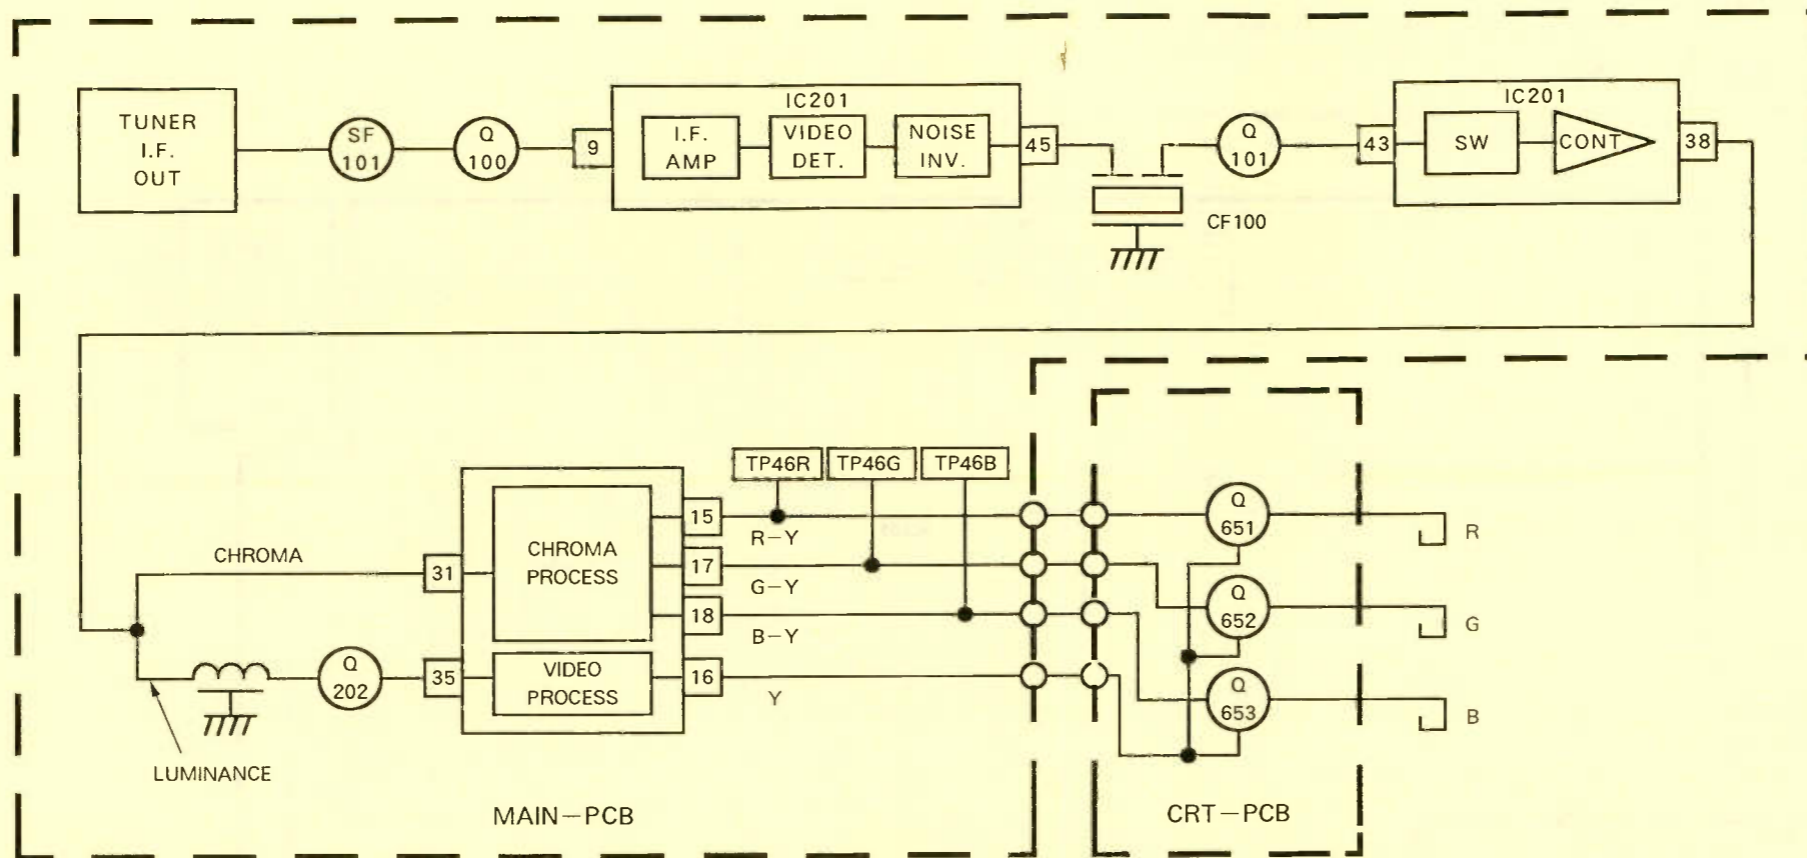 TUNER
I.F.
OUT
SF
101
Q
100
9
IC201
I.F.
AMP
VIDEO
DET.
NOISE
INV.
45
CF100
Q
101
43
IC201
SW
CONT
38
TP46R
TP46G
TP46B
CHROMA
31
CHROMA
PROCESS
15
R-Y
17
G-Y
18
B-Y
LUMINANCE
Q
202
35
VIDEO
PROCESS
16
Y
Q
651
R
Q
652
G
Q
653
B
MAIN-PCB
CRT-PCB